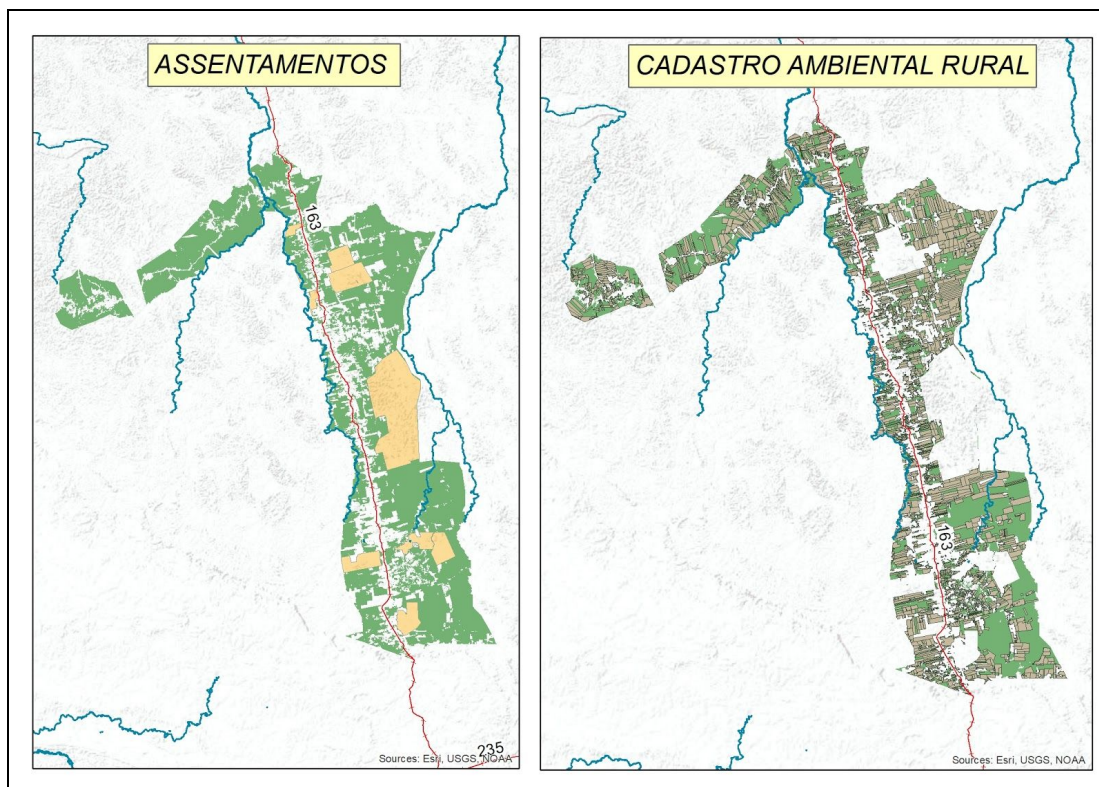 ASSENTAMENTOS
163
235
Sources: Esri, USGS, NOAA
CADASTRO AMBIENTAL RURAL
163
Sources: Esri, USGS, NOAA